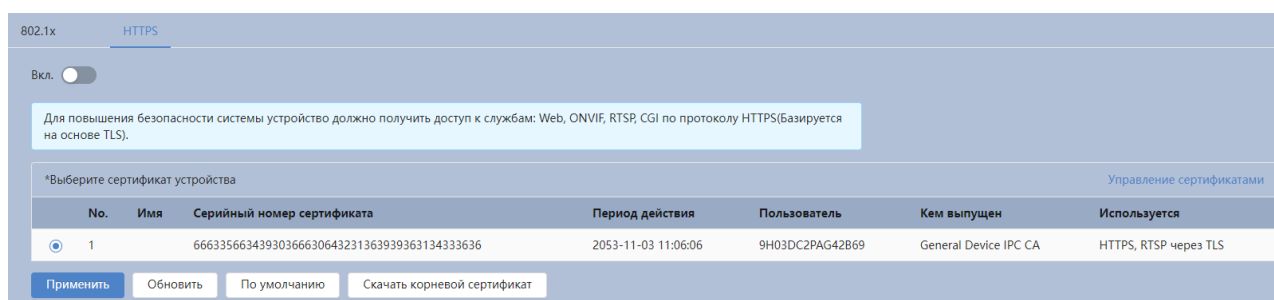 802.1x HTTPS
Вкл.
Для повышения безопасности системы устройство должно получить доступ к службам: Web, ONVIF, RTSP, CGI по протоколу HTTPS(Базируется
на основе TLS).
*Выберите сертификат устройства Управление сертификатами
No. Имя Серийный номер сертификата Период действия Пользователь Кем выпущен Используется
1 66633566343930366630643231363939363134333636 2053-11-03 11:06:06 9H03DC2PAG42B69 General Device IPC CA HTTPS, RTSP через TLS
Применить Обновить По умолчанию Скачать корневой сертификат